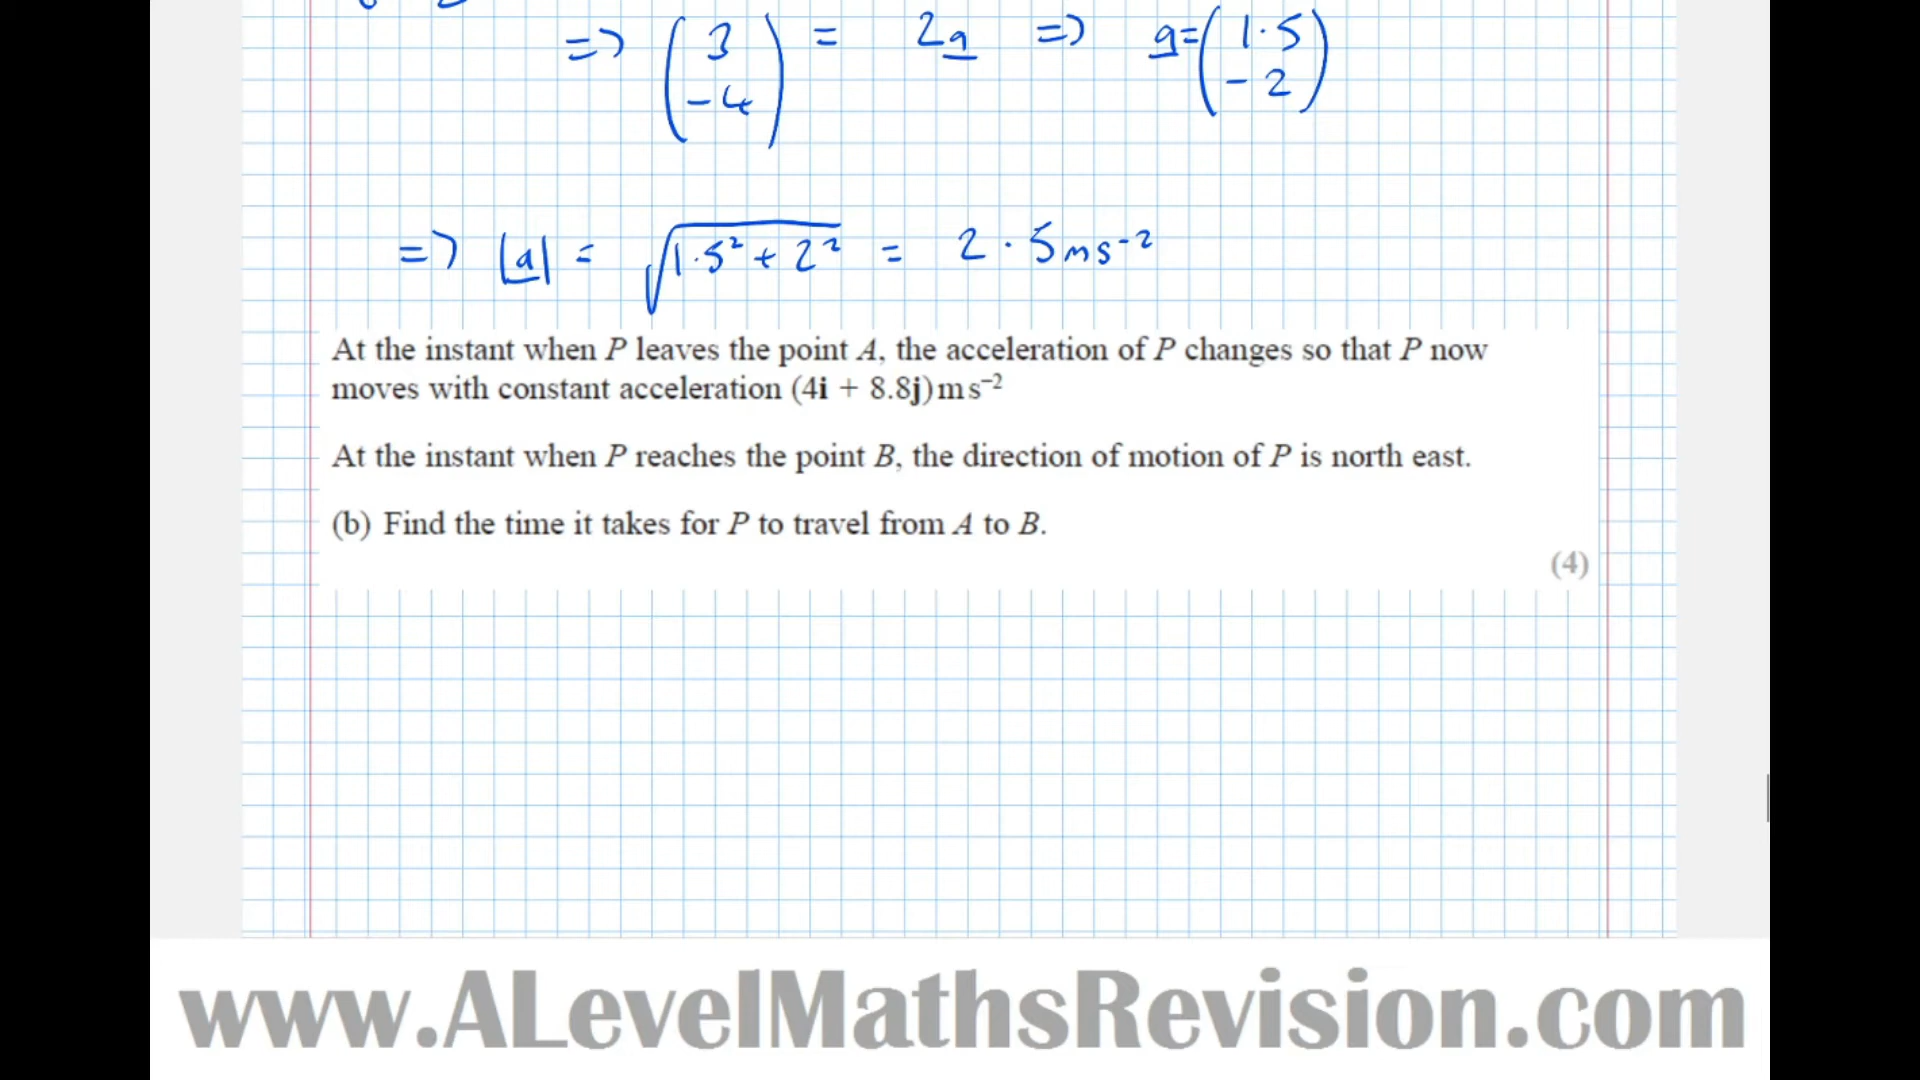 => ( 3 -4 ) = 2a => a = ( 1.5 -2 )
=> |a| = √1.5² + 2² = 2.5ms⁻²
At the instant when P leaves the point A, the acceleration of P changes so that P now
moves with constant acceleration (4i + 8.8j) m s⁻²
At the instant when P reaches the point B, the direction of motion of P is north east.
(b) Find the time it takes for P to travel from A to B.
(4)
www.ALevelMathsRevision.com